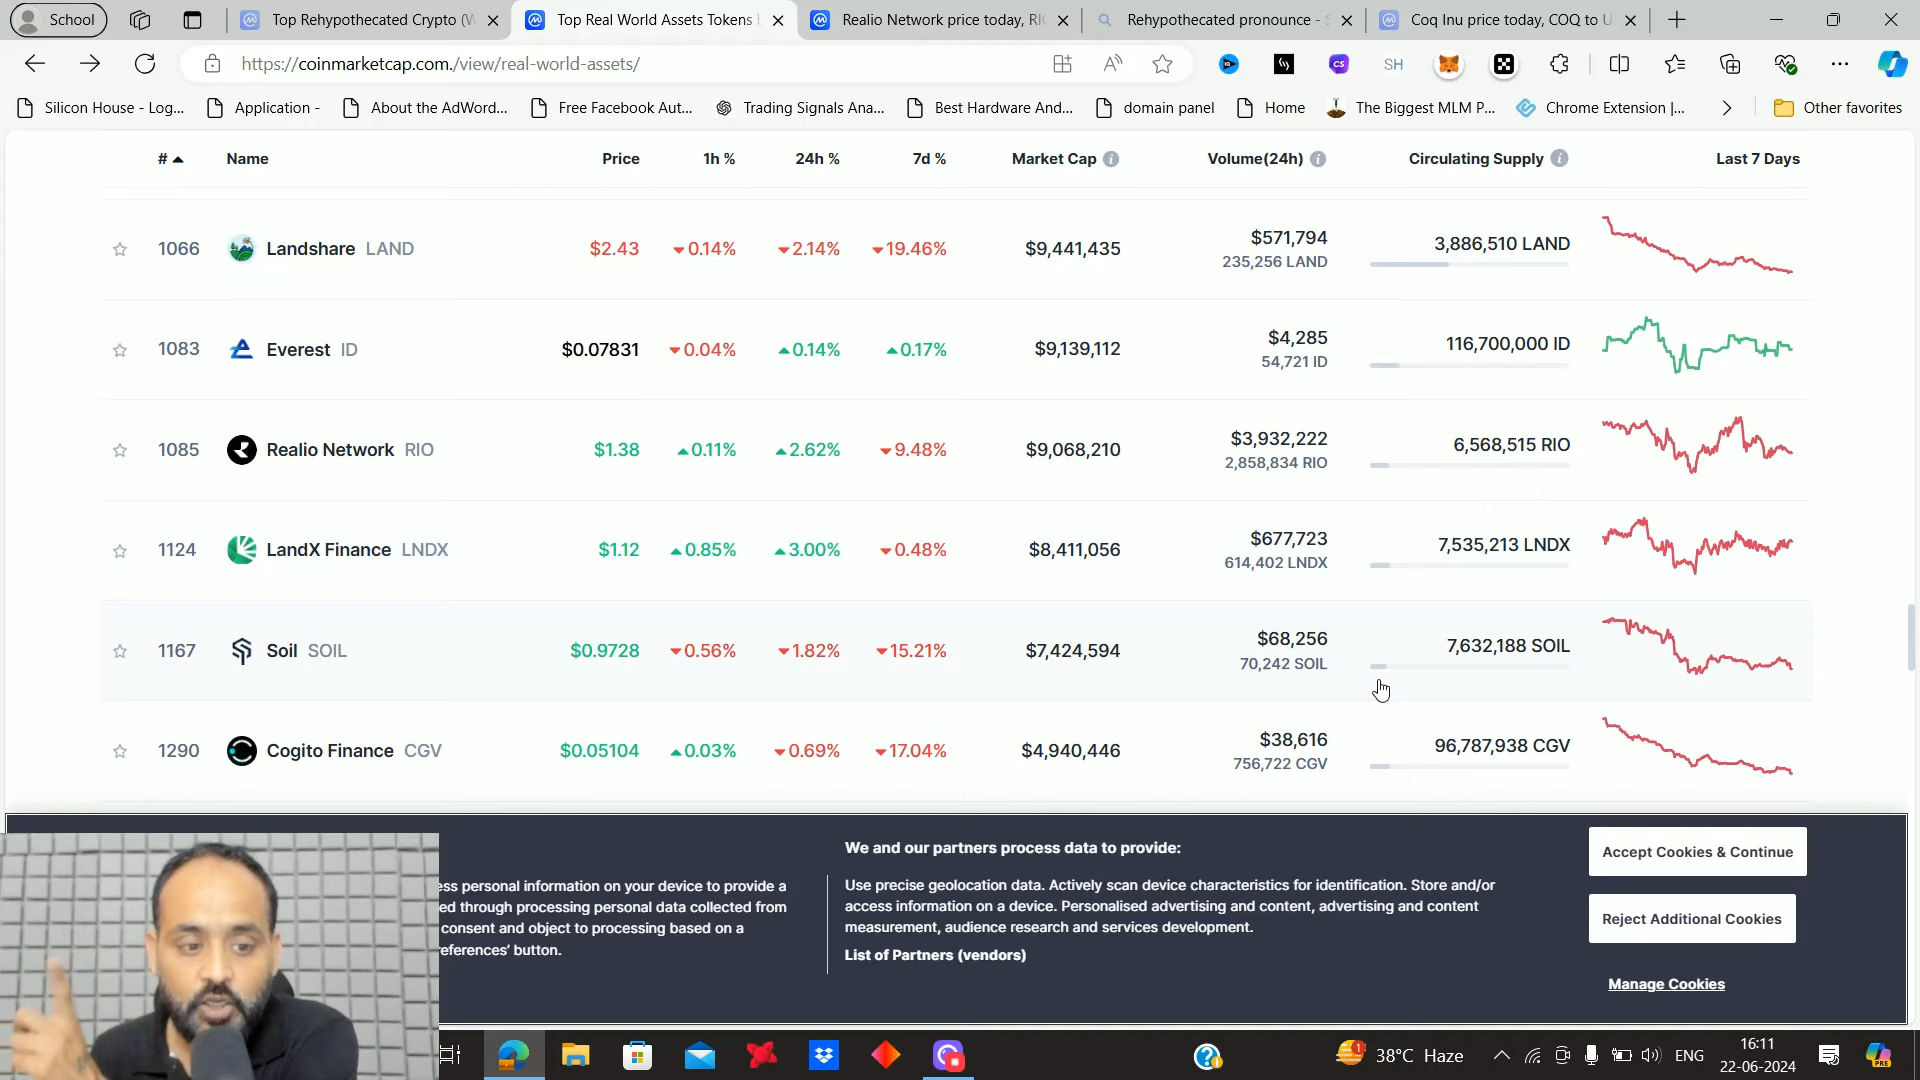 School
Top Rehypothecated Crypto (W
Top Real World Assets Tokens b
Realio Network price today, RIO
Rehypothecated pronounce - S
Coq Inu price today, COQ to U
https://coinmarketcap.com./view/real-world-assets/
SH
Silicon House - Log...
Application -
About the AdWord...
Free Facebook Aut...
Trading Signals Ana...
Best Hardware And...
domain panel
Home
The Biggest MLM P...
Chrome Extension |...
Other favorites
# Name Price 1h % 24h % 7d % Market Cap Volume(24h) Circulating Supply Last 7 Days
1066 Landshare LAND $2.43 0.14% 2.14% 19.46% $9,441,435 $571,794 3,886,510 LAND
235,256 LAND
1083 Everest ID $0.07831 0.04% 0.14% 0.17% $9,139,112 $4,285 116,700,000 ID
54,721 ID
1085 Realio Network RIO $1.38 0.11% 2.62% 9.48% $9,068,210 $3,932,222 6,568,515 RIO
2,858,834 RIO
1124 LandX Finance LNDX $1.12 0.85% 3.00% 0.48% $8,411,056 $677,723 7,535,213 LNDX
614,402 LNDX
1167 Soil SOIL $0.9728 0.56% 1.82% 15.21% $7,424,594 $68,256 7,632,188 SOIL
70,242 SOIL
1290 Cogito Finance CGV $0.05104 0.03% 0.69% 17.04% $4,940,446 $38,616 96,787,938 CGV
756,722 CGV
ess personal information on your device to provide a
ed through processing personal data collected from
consent and object to processing based on a
references' button.
We and our partners process data to provide:
Use precise geolocation data. Actively scan device characteristics for identification. Store and/or
access information on a device. Personalised advertising and content, advertising and content
measurement, audience research and services development.
List of Partners (vendors)
Accept Cookies & Continue
Reject Additional Cookies
Manage Cookies
38°C Haze
ENG
16:11
22-06-2024